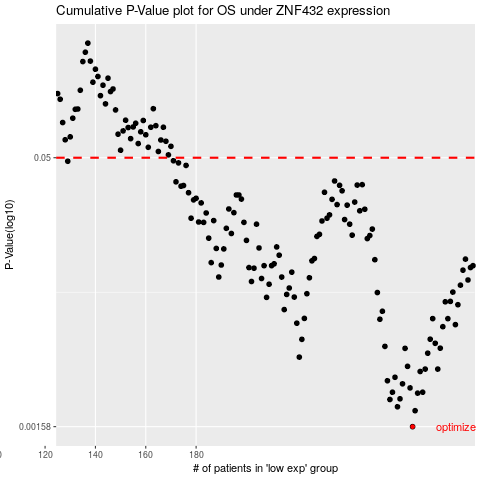 Cumulative P-Value plot for OS under ZNF432 expression
P-Value(log10)
0.05
0.00158
optimize
0 120 140 160 180
# of patients in 'low exp' group